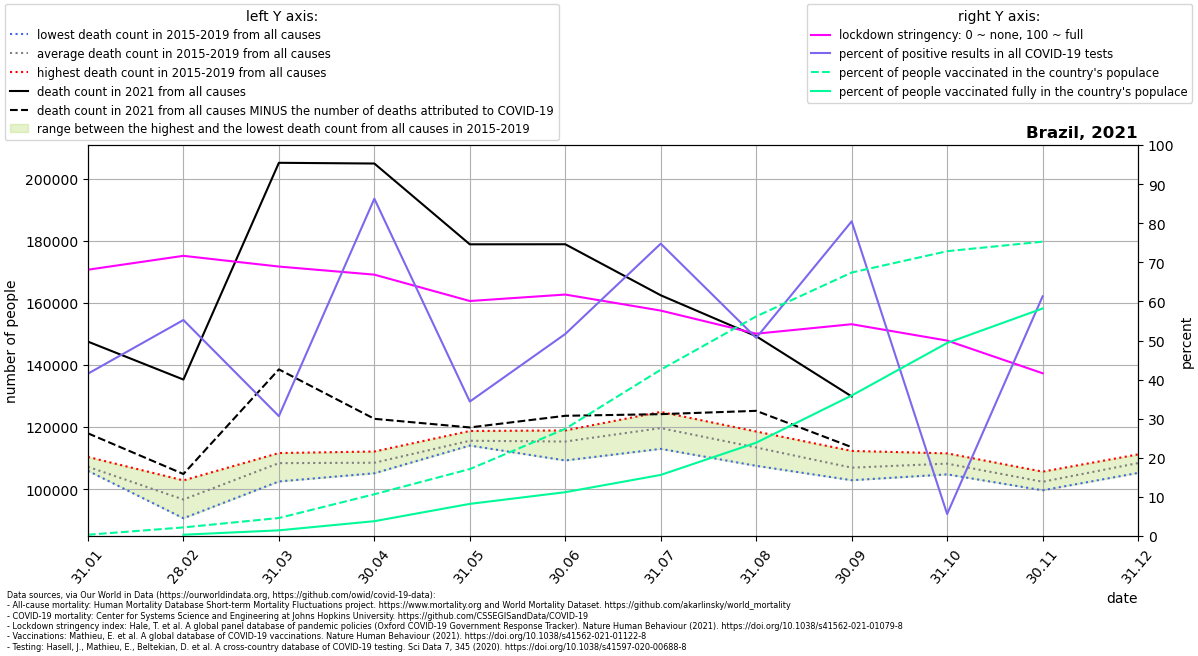 left Y axis:
lowest death count in 2015-2019 from all causes
average death count in 2015-2019 from all causes
highest death count in 2015-2019 from all causes
death count in 2021 from all causes
death count in 2021 from all causes MINUS the number of deaths attributed to COVID-19
range between the highest and the lowest death count from all causes in 2015-2019
right Y axis:
lockdown stringency: 0 ~ none, 100 ~ full
percent of positive results in all COVID-19 tests
percent of people vaccinated in the country's populace
percent of people vaccinated fully in the country's populace
Brazil, 2021
number of people
200000
180000
160000
140000
120000
100000
100
90
80
70
60
50
40
30
20
10
0
percent
31.01
28.02
31.03
30.04
31.05
30.06
31.07
31.08
30.09
31.10
30.11
31.12
date
Data sources, via Our World in Data (https://ourworldindata.org, https://github.com/owid/covid-19-data):
- All-cause mortality: Human Mortality Database Short-term Mortality Fluctuations project. https://www.mortality.org and World Mortality Dataset. https://github.com/akarlinsky/world_mortality
- COVID-19 mortality: Center for Systems Science and Engineering at Johns Hopkins University. https://github.com/CSSEGISandData/COVID-19
- Lockdown stringency index: Hale, T. et al. A global panel database of pandemic policies (Oxford COVID-19 Government Response Tracker). Nature Human Behaviour (2021). https://doi.org/10.1038/s41562-021-01079-8
- Vaccinations: Mathieu, E. et al. A global database of COVID-19 vaccinations. Nature Human Behaviour (2021). https://doi.org/10.1038/s41562-021-01122-8
- Testing: Hasell, J., Mathieu, E., Beltekian, D. et al. A cross-country database of COVID-19 testing. Sci Data 7, 345 (2020). https://doi.org/10.1038/s41597-020-00688-8